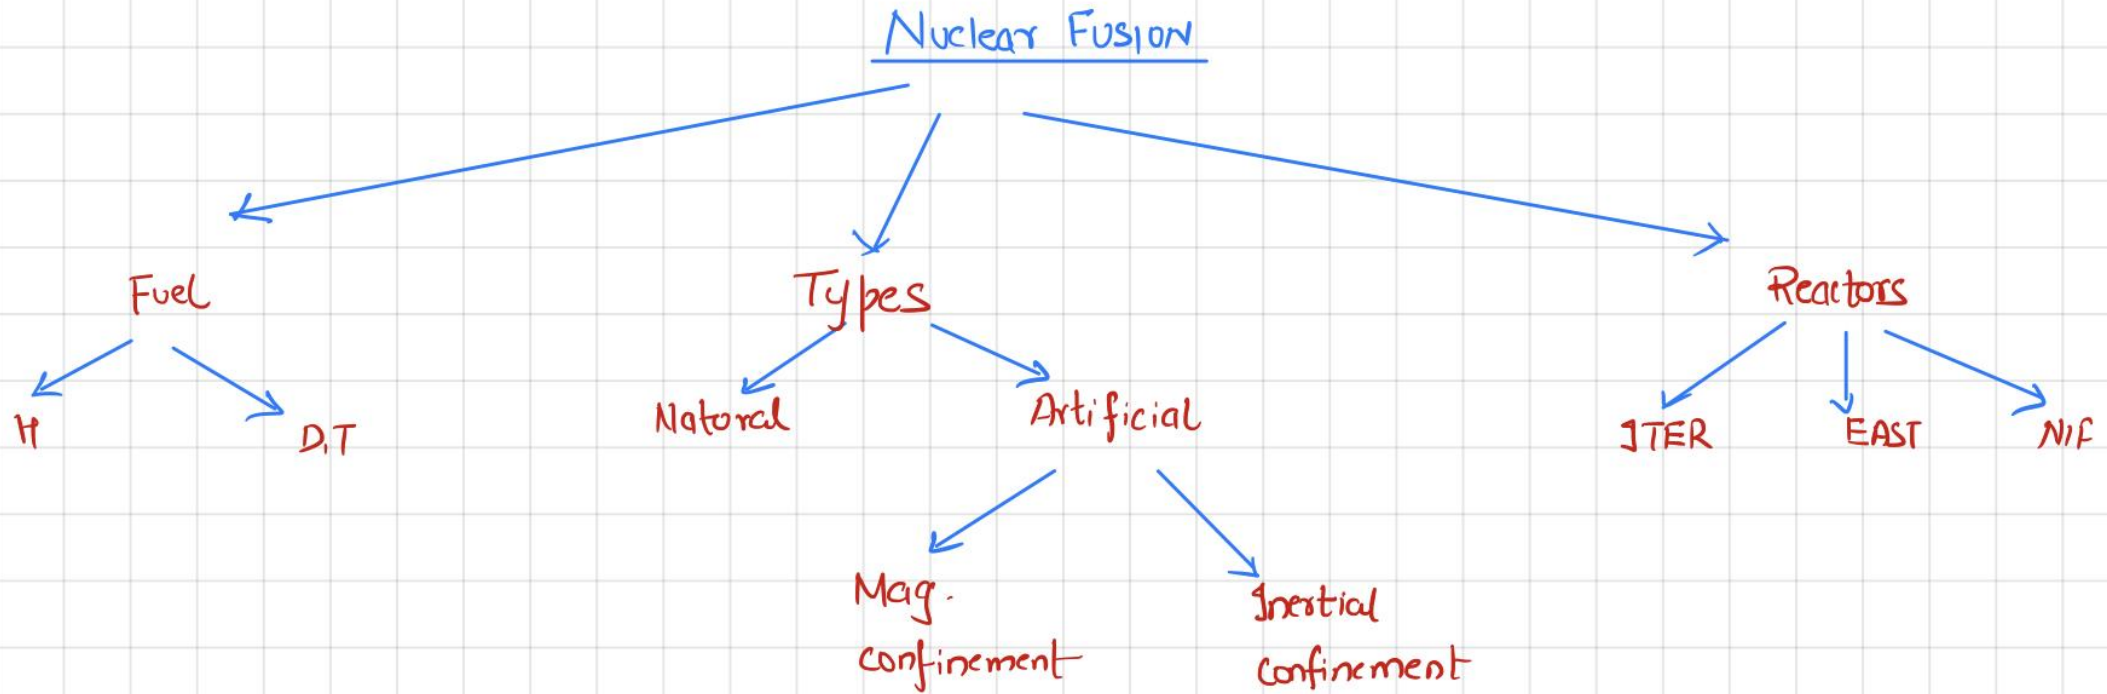 Nuclear Fusion
Fuel Types Reactors
H D,T Natural Artificial ITER EAST NIF
Mag. Inertial
confinement confinement